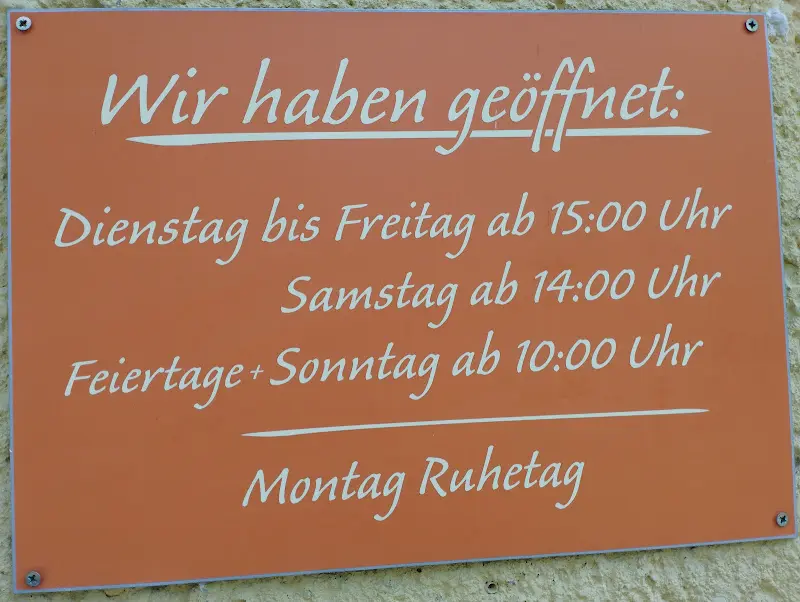 Wir haben geöffnet:
Dienstag bis Freitag ab 15:00 Uhr
Samstag ab 14:00 Uhr
Feiertage + Sonntag ab 10:00 Uhr
Montag Ruhetag